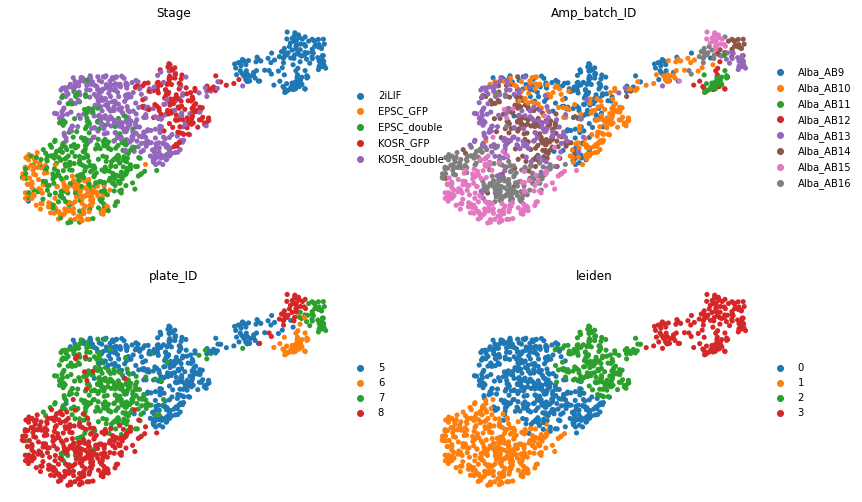 Stage
2iLIF
EPSC_GFP
EPSC_double
KOSR_GFP
KOSR_double
Amp_batch_ID
Alba_AB9
Alba_AB10
Alba_AB11
Alba_AB12
Alba_AB13
Alba_AB14
Alba_AB15
Alba_AB16
plate_ID
5
6
7
8
leiden
0
1
2
3